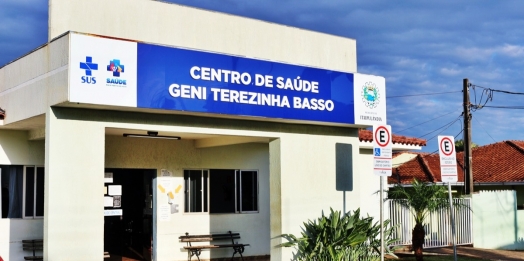 SUS
SAÚDE
CENTRO DE SAÚDE
GENI TEREZINHA BASSO
E
E